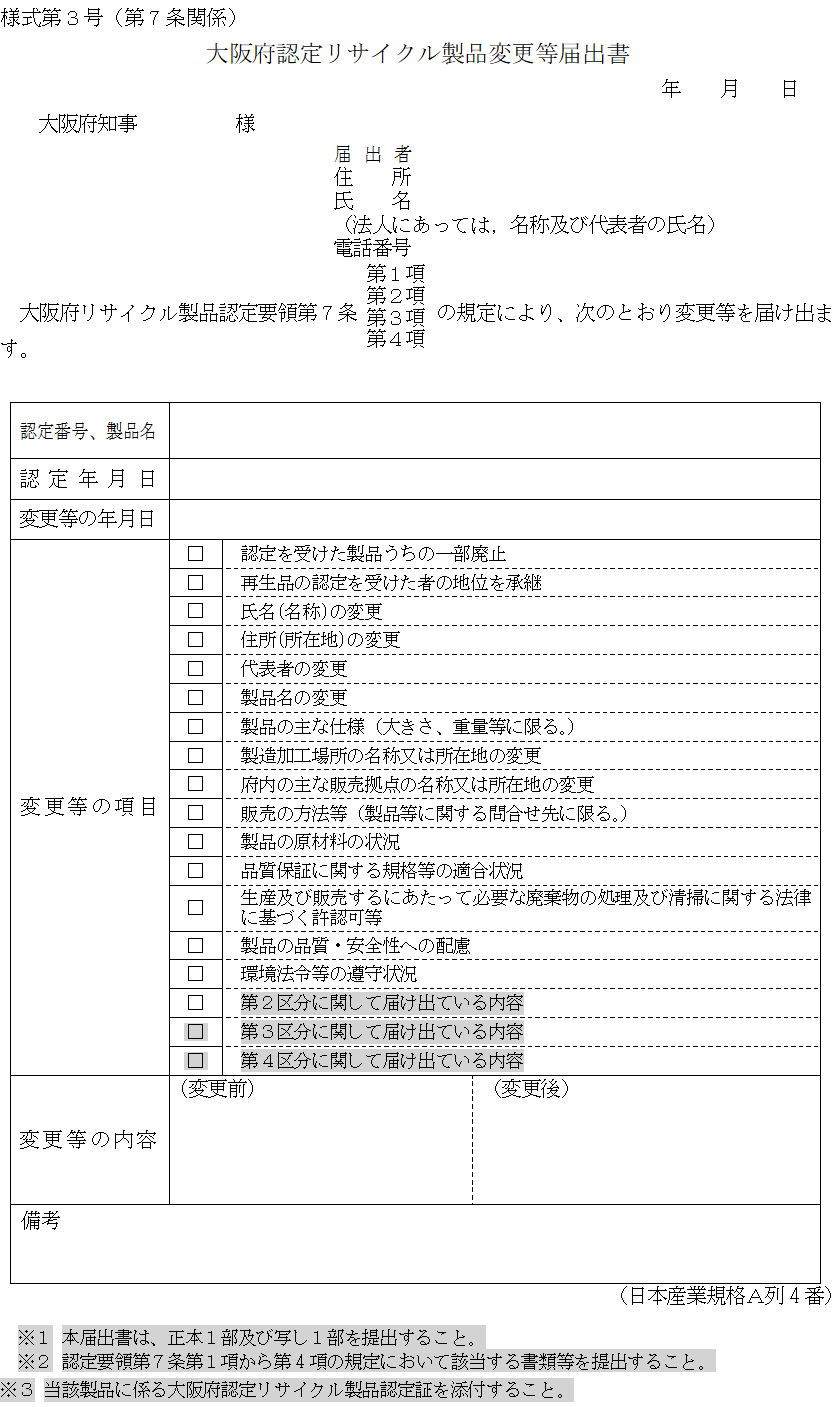 様式第３号（第７条関係）
大阪府認定リサイクル製品変更等届出書
年　　月　　日
大阪府知事　　　　　様
届 出 者
住　　所
氏　　名
（法人にあっては，名称及び代表者の氏名）
電話番号
第１項
第２項
大阪府リサイクル製品認定要領第７条 第３項 の規定により、次のとおり変更等を届け出ま
第４項
す。
認定番号、製品名
認 定 年 月 日
変更等の年月日
変更等の項目
□ 認定を受けた製品うちの一部廃止
□ 再生品の認定を受けた者の地位を承継
□ 氏名(名称)の変更
□ 住所(所在地)の変更
□ 代表者の変更
□ 製品名の変更
□ 製品の主な仕様（大きさ、重量等に限る。）
□ 製造加工場所の名称又は所在地の変更
□ 府内の主な販売拠点の名称又は所在地の変更
□ 販売の方法等（製品等に関する問合せ先に限る。）
□ 製品の原材料の状況
□ 品質保証に関する規格等の適合状況
□ 生産及び販売するにあたって必要な廃棄物の処理及び清掃に関する法律
に基づく許認可等
□ 製品の品質・安全性への配慮
□ 環境法令等の遵守状況
□ 第２区分に関して届け出ている内容
□ 第３区分に関して届け出ている内容
□ 第４区分に関して届け出ている内容
変更等の内容
（変更前） （変更後）
備考
（日本産業規格Ａ列４番）
※１ 本届出書は、正本１部及び写し１部を提出すること。
※２ 認定要領第７条第１項から第４項の規定において該当する書類等を提出すること。
※３ 当該製品に係る大阪府認定リサイクル製品認定証を添付すること。